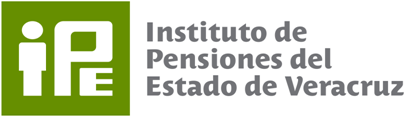 iPE
Instituto de
Pensiones del
Estado de Veracruz